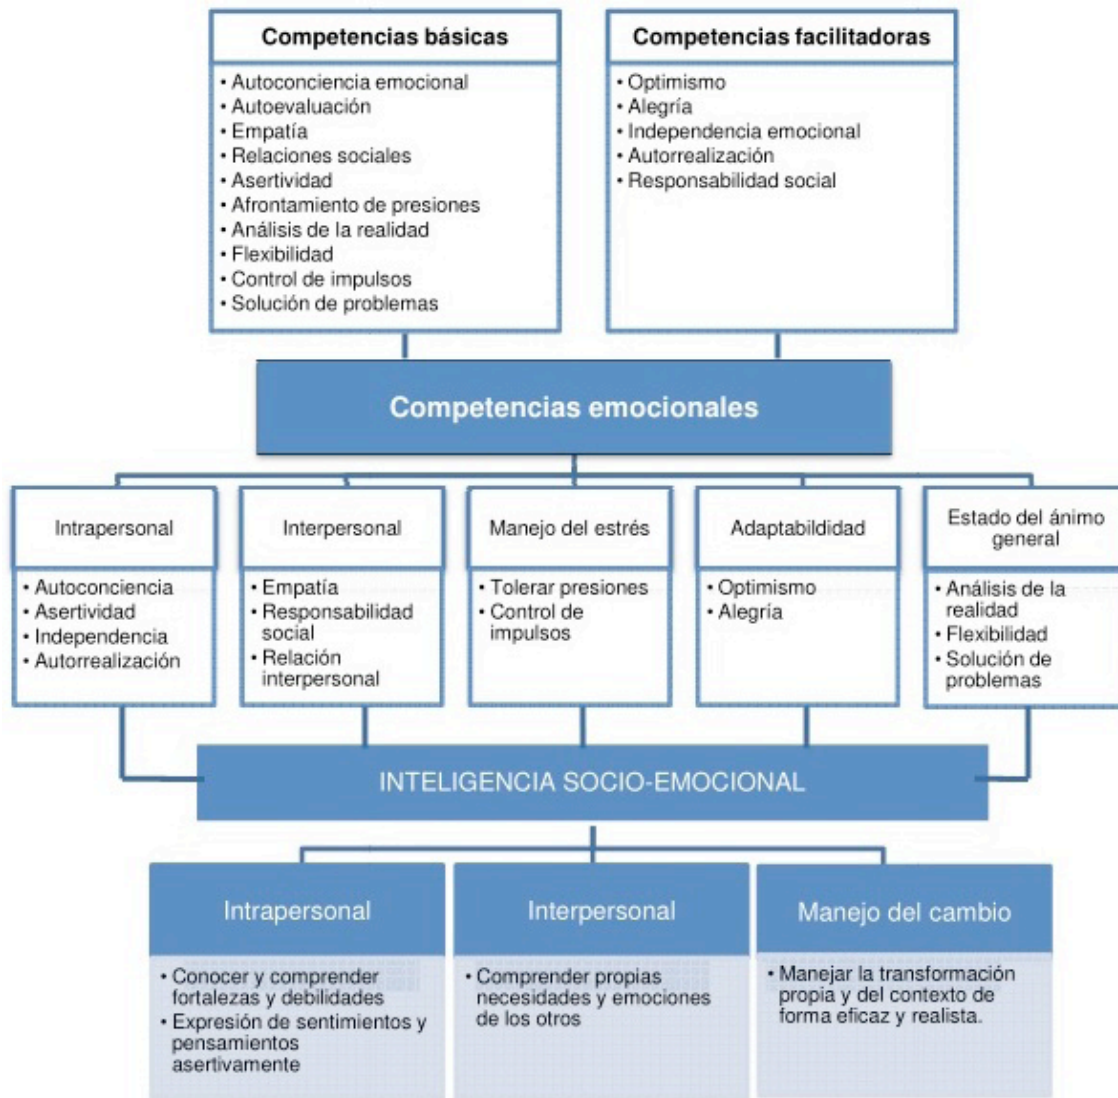 Competencias básicas
• Autoconciencia emocional
• Autoevaluación
• Empatía
• Relaciones sociales
• Asertividad
• Afrontamiento de presiones
• Análisis de la realidad
• Flexibilidad
• Control de impulsos
• Solución de problemas
Competencias facilitadoras
• Optimismo
• Alegría
• Independencia emocional
• Autorrealización
• Responsabilidad social
Competencias emocionales
Intrapersonal
• Autoconciencia
• Asertividad
• Independencia
• Autorrealización
Interpersonal
• Empatía
• Responsabilidad
social
• Relación
interpersonal
Manejo del estrés
• Tolerar presiones
• Control de
impulsos
Adaptabildidad
• Optimismo
• Alegría
Estado del ánimo
general
• Análisis de la
realidad
• Flexibilidad
• Solución de
problemas
INTELIGENCIA SOCIO-EMOCIONAL
Intrapersonal
• Conocer y comprender
fortalezas y debilidades
• Expresión de sentimientos y
pensamientos
asertivamente
Interpersonal
• Comprender propias
necesidades y emociones
de los otros
Manejo del cambio
• Manejar la transformación
propia y del contexto de
forma eficaz y realista.